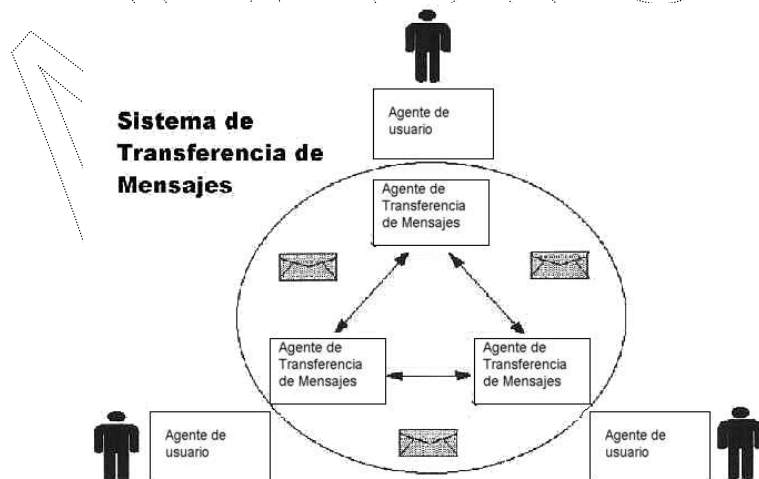 Agente de
usuario
Sistema de
Transferencia de
Mensajes
Agente de
Transferencia
de Mensajes
Agente de
Transferencia
de Mensajes
Agente de
Transferencia
de Mensajes
Agente de
usuario
Agente de
usuario